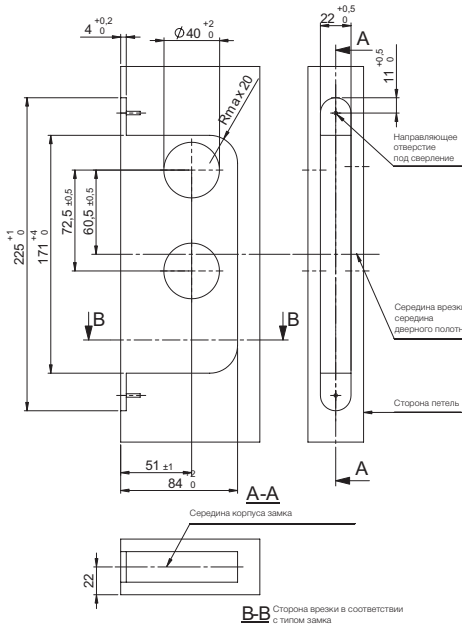 4 +0,2 0
Ø40 +2 0
22 +0,5 0
A
Rmax20
11 +0,5 0
Направляющее
отверстие
под сверление
225 +1 0
171 +4 0
72,5 ±0,5
60,5 ±0,5
B B
Середина врезки
середина
дверного полотн
Сторона петель
51 ±1
84 +2 0
A-A
A
Середина корпуса замка
22
B-B Сторона врезки в соответствии
с типом замка